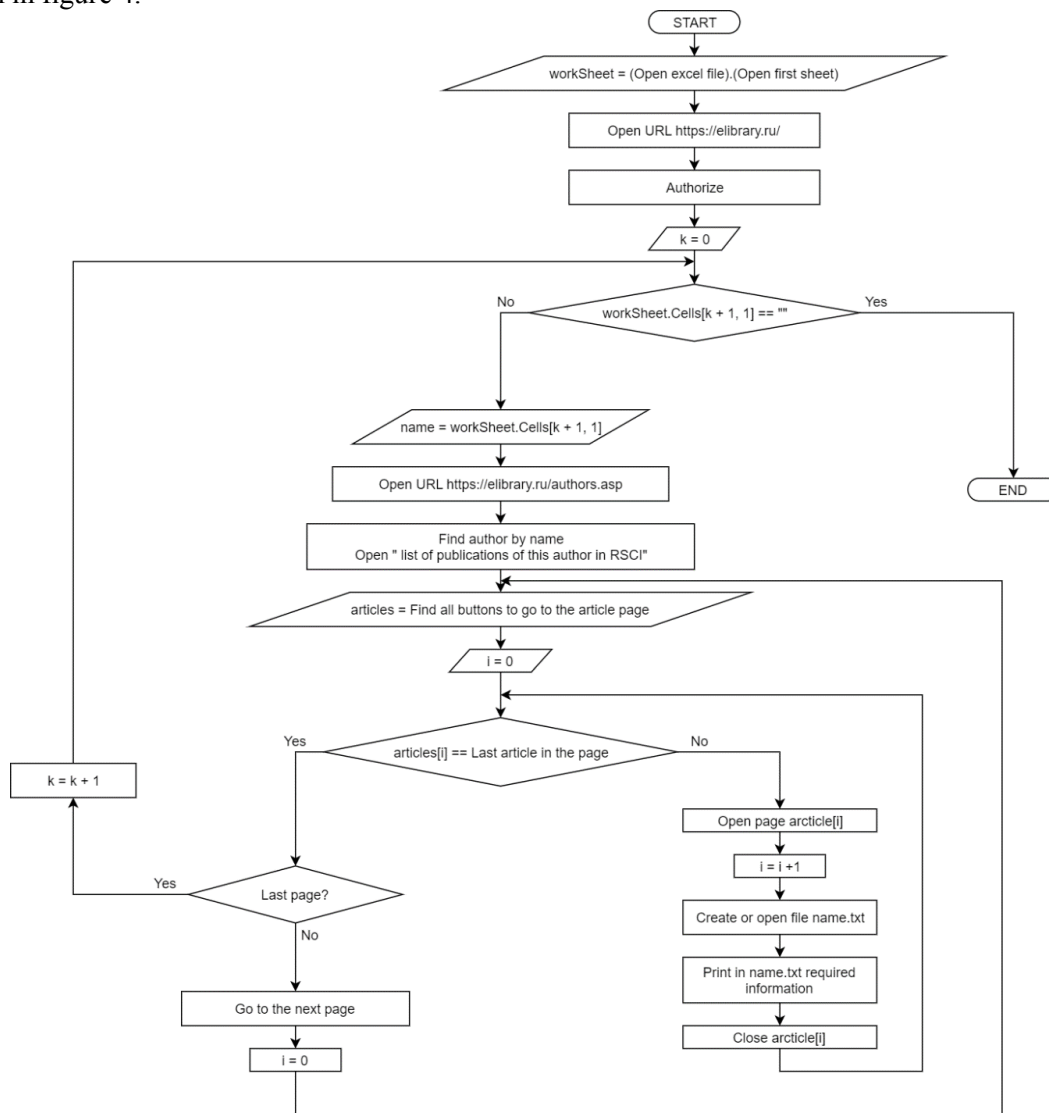 in figure 4.
START
workSheet = (Open excel file).(Open first sheet)
Open URL https://elibrary.ru/
Authorize
k = 0
No
Yes
workSheet.Cells[k + 1, 1] == ""
name = workSheet.Cells[k + 1, 1]
Open URL https://elibrary.ru/authors.asp
END
Find author by name
Open " list of publications of this author in RSCI"
articles = Find all buttons to go to the article page
i = 0
Yes
No
articles[i] == Last article in the page
k = k + 1
Open page arcticle[i]
i = i +1
Yes
Last page?
Create or open file name.txt
No
Print in name.txt required
information
Go to the next page
Close arcticle[i]
i = 0